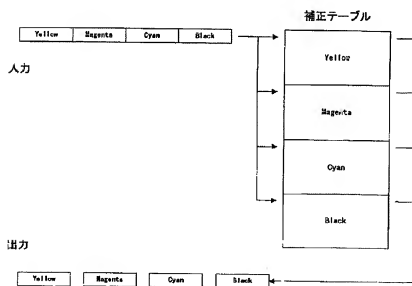 補正テーブル
Yellow Magenta Cyan Black
Yellow
入力
Magenta
Cyan
Black
出力
Yellow Magenta Cyan Black